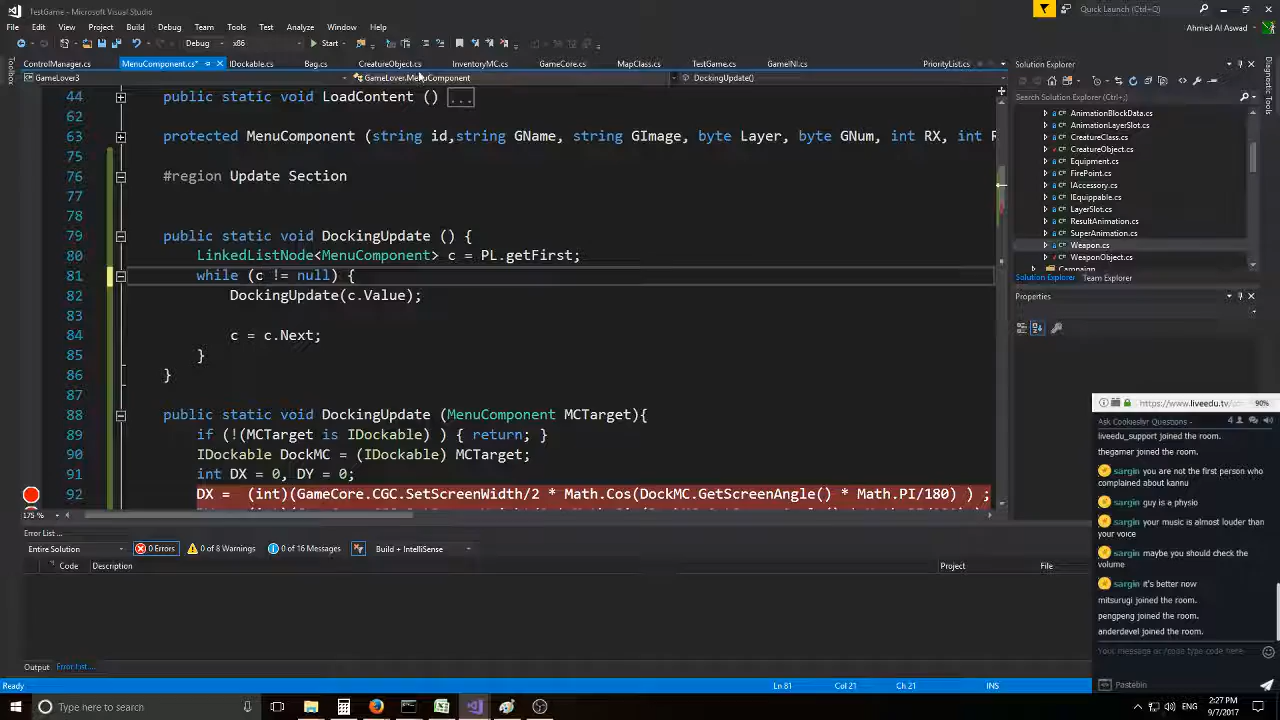 TestGame - Microsoft Visual Studio
Quick Launch (Ctrl+Q)
File Edit View Project Build Debug Team Tools Test Analyze Window Help
Ahmed Al Aswad
Debug x86 Start
ControlManager.cs MenuComponent.cs* IDockable.cs Bag.cs CreatureObject.cs InventoryMC.cs GameCore.cs MapClass.cs TestGame.cs GameINI.cs PriorityList.cs
Toolbox
GameLover3 GameLover.MenuComponent DockingUpdate()
44 public static void LoadContent () ...
62
63 protected MenuComponent (string id,string GName, string GImage, byte Layer, byte GNum, int RX, int R
75
76 #region Update Section
77
78
79 public static void DockingUpdate () {
80 LinkedListNode<MenuComponent> c = PL.getFirst;
81 while (c != null) {
82 DockingUpdate(c.Value);
83
84 c = c.Next;
85 }
86 }
87
88 public static void DockingUpdate (MenuComponent MCTarget){
89 if (!(MCTarget is IDockable) ) { return; }
90 IDockable DockMC = (IDockable) MCTarget;
91 int DX = 0, DY = 0;
92 DX = (int)(GameCore.CGC.SetScreenWidth/2 * Math.Cos(DockMC.GetScreenAngle() * Math.PI/180) ) ;
175 %
Error List ...
Entire Solution 0 Errors 0 of 8 Warnings 0 of 16 Messages Build + IntelliSense
Code Description Project File
Output Error List ...
Ready Ln 81 Col 21 Ch 21 INS
Solution Explorer
Search Solution Explorer (Ctrl+;)
AnimationBlockData.cs
AnimationLayerSlot.cs
CreatureClass.cs
CreatureObject.cs
Equipment.cs
FirePoint.cs
IAccessory.cs
IEquippable.cs
LayerSlot.cs
ResultAnimation.cs
SuperAnimation.cs
Weapon.cs
WeaponObject.cs
Campaign
Solution Explorer Team Explorer
Properties
Diagnostic Tools
https://www.liveedu.tv/ 90%
Ask Cookieslyr Questions - 4
liveedu_support joined the room.
thegamer joined the room.
sargin you are not the first person who
complained about kannu
sargin guy is a physio
sargin your music is almost louder than
your voice
sargin maybe you should check the
volume
sargin it's better now
mitsurugi joined the room.
pengpeng joined the room.
anderdevel joined the room.
Your message or /code type code here
Pastebin
Type here to search
2:27 PM
9/7/2017